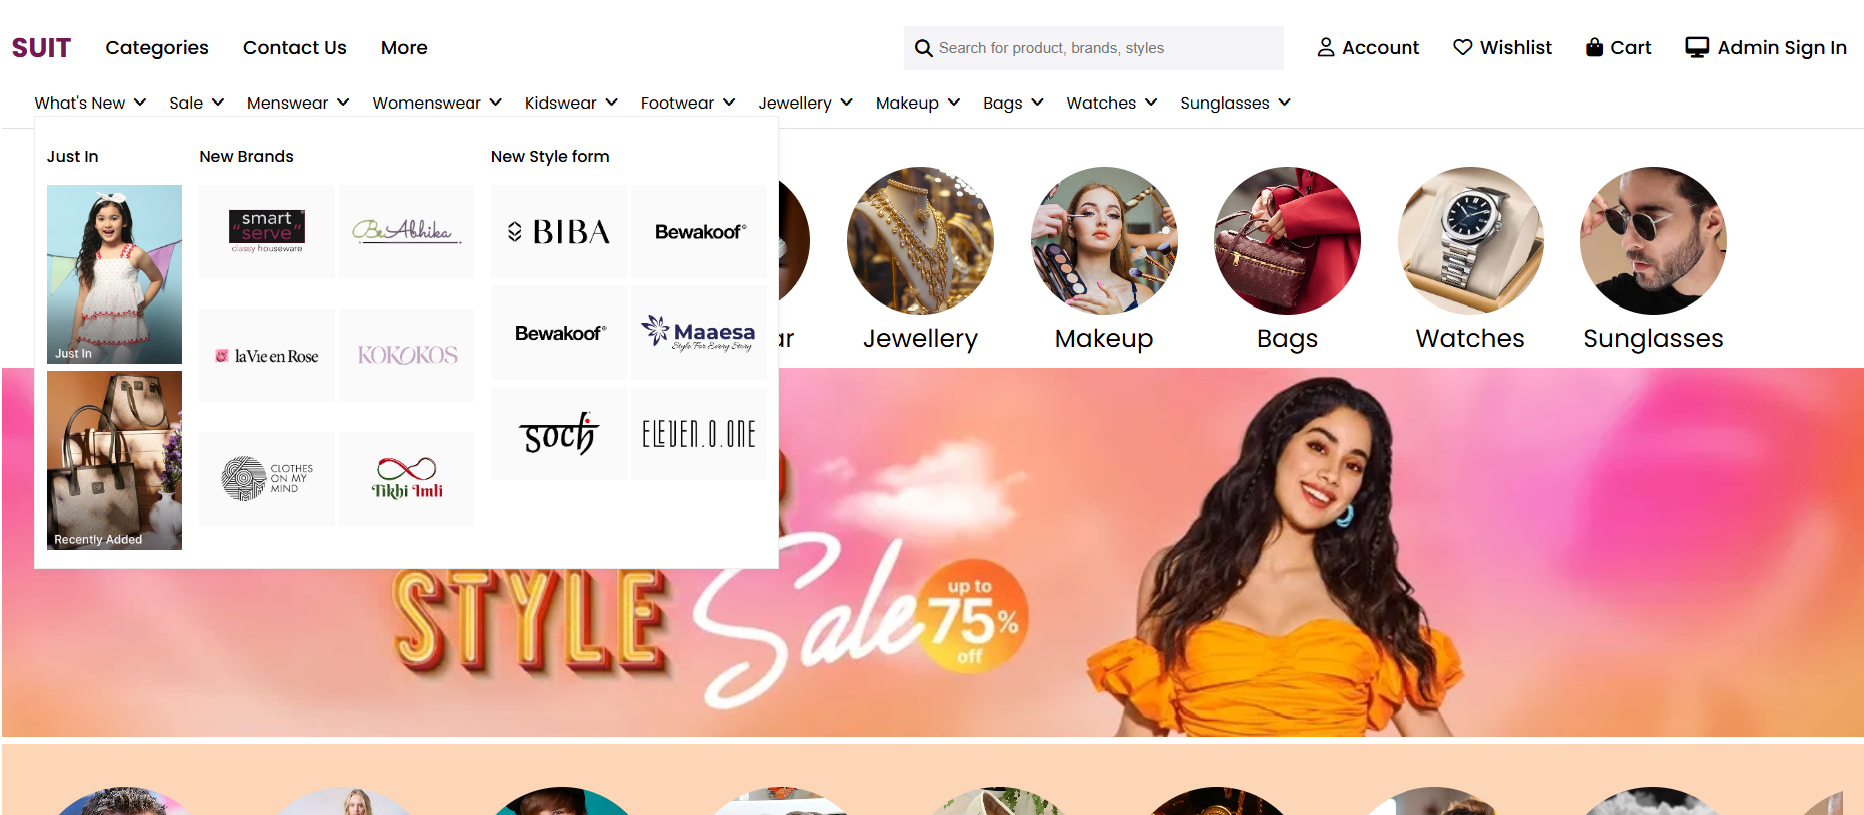 SUIT Categories Contact Us More Search for product, brands, styles Account Wishlist Cart Admin Sign In
What's New Sale Menswear Womenswear Kidswear Footwear Jewellery Makeup Bags Watches Sunglasses
Just In New Brands New Style form
smart
"serve"
classy houseware
BeAbhika
BIBA
Bewakoof®
Just In
la Vie en Rose
KOKOKOS
Bewakoof®
Maaesa
Style For Every Story
Recently Added
CLOTHES
ON MY
MIND
Tikhi Imli
soch
ELEVEN.O.ONE
ar Jewellery Makeup Bags Watches Sunglasses
STYLE Sale
up to
75%
off